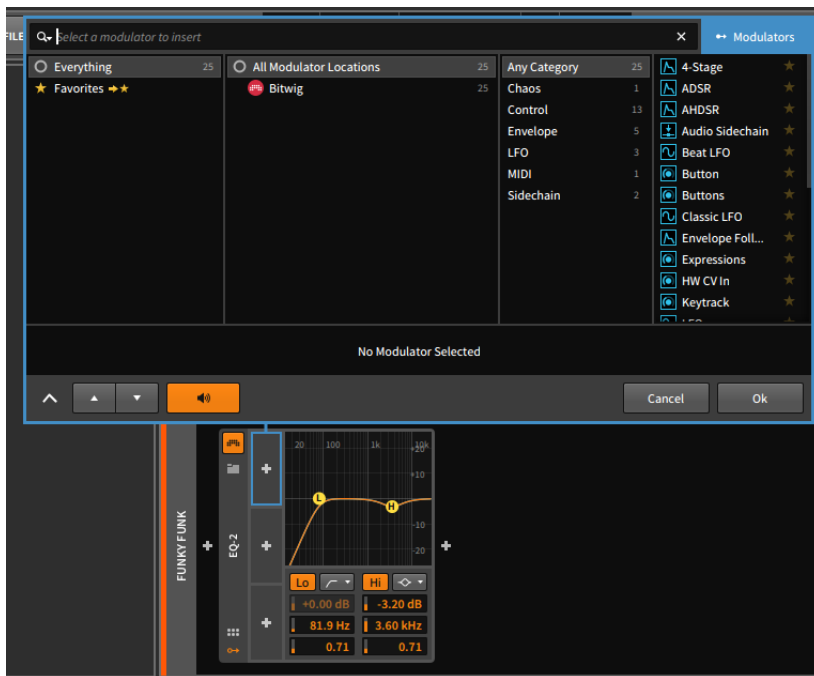 FILE
Select a modulator to insert
Modulators
Everything 25
Favorites
All Modulator Locations 25
Bitwig 25
Any Category 25
Chaos 1
Control 13
Envelope 5
LFO 3
MIDI 1
Sidechain 2
4-Stage
ADSR
AHDSR
Audio Sidechain
Beat LFO
Button
Buttons
Classic LFO
Envelope Foll...
Expressions
HW CV In
Keytrack
No Modulator Selected
Cancel
Ok
FUNKY FUNK
EQ-2
20 100 1k 10k
+20
+10
-10
-20
L
H
Lo Hi
+0.00 dB -3.20 dB
81.9 Hz 3.60 kHz
0.71 0.71